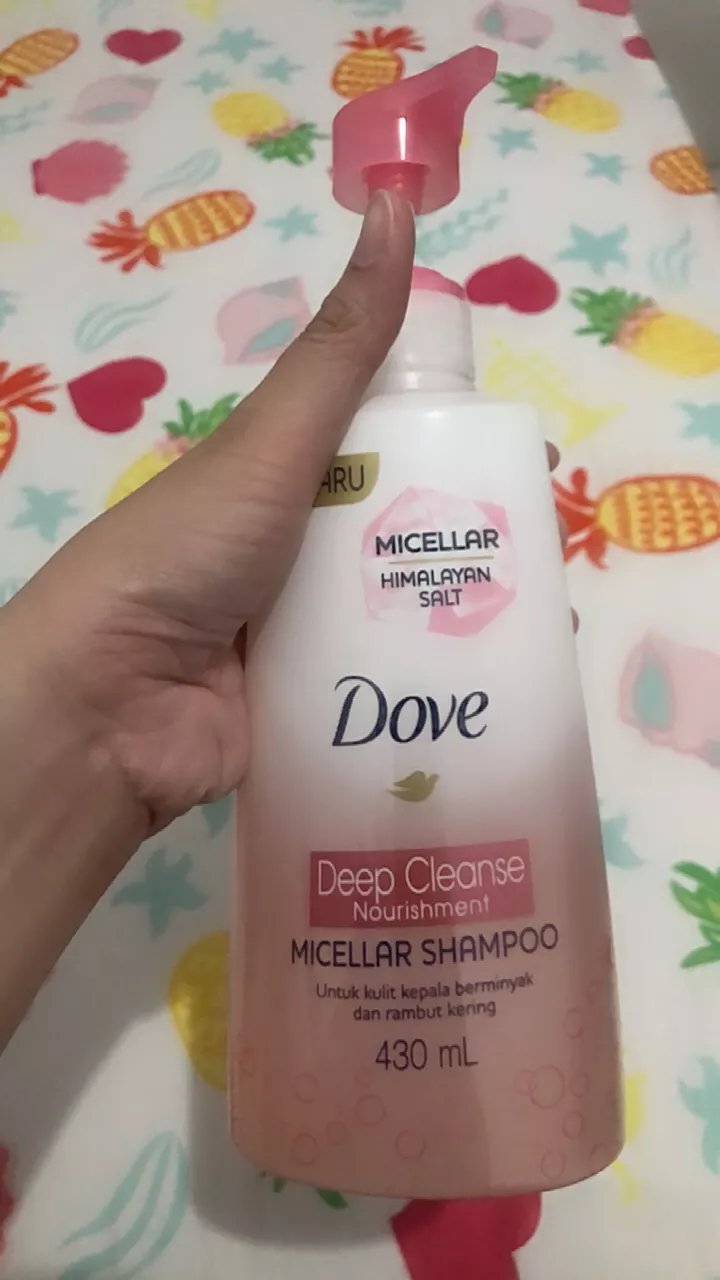 ARU
MICELLAR
HIMALAYAN
SALT
Dove
Deep Cleanse
Nourishment
MICELLAR SHAMPOO
Untuk kulit kepala berminyak
dan rambut kering
430 mL